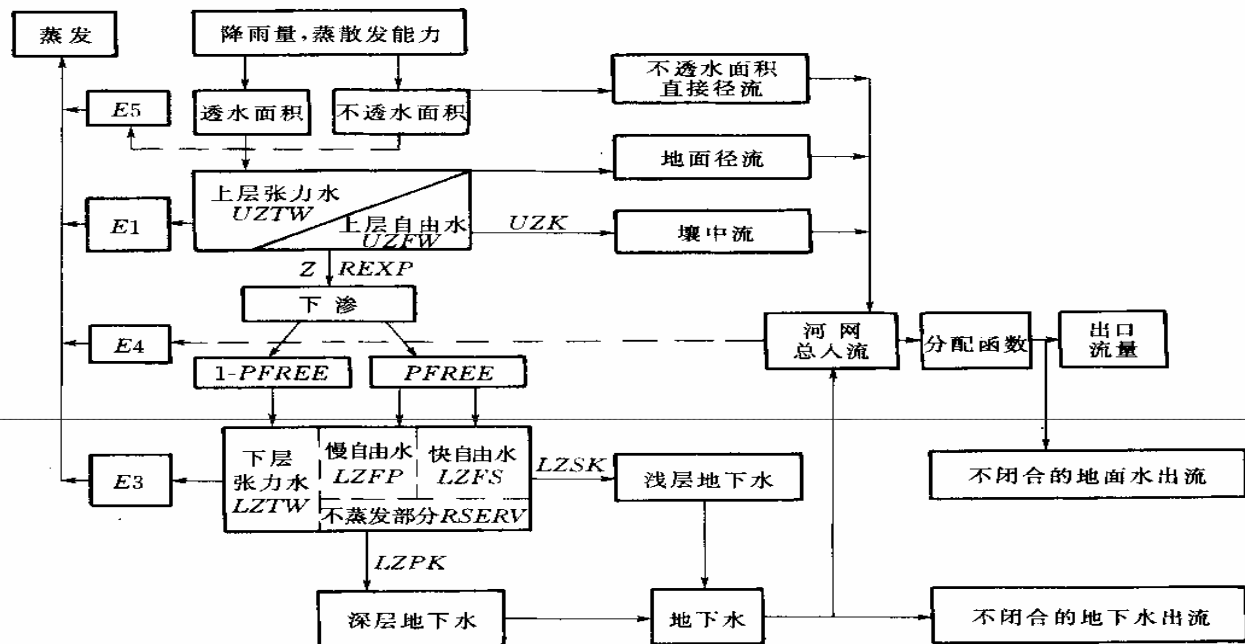 蒸发
降雨量,蒸散发能力
不透水面积
直接径流
E5
透水面积
不透水面积
地面径流
上层张力水
UZTW
E1
上层自由水
UZFW
UZK
壤中流
Z REXP
下渗
E4
河网
总入流
分配函数
出口
流量
1-PFREE
PFREE
下层
张力水
LZTW
慢自由水
LZFP
快自由水
LZFS
LZSK
E3
浅层地下水
不闭合的地面水出流
不蒸发部分RSERV
LZPK
深层地下水
地下水
不闭合的地下水出流